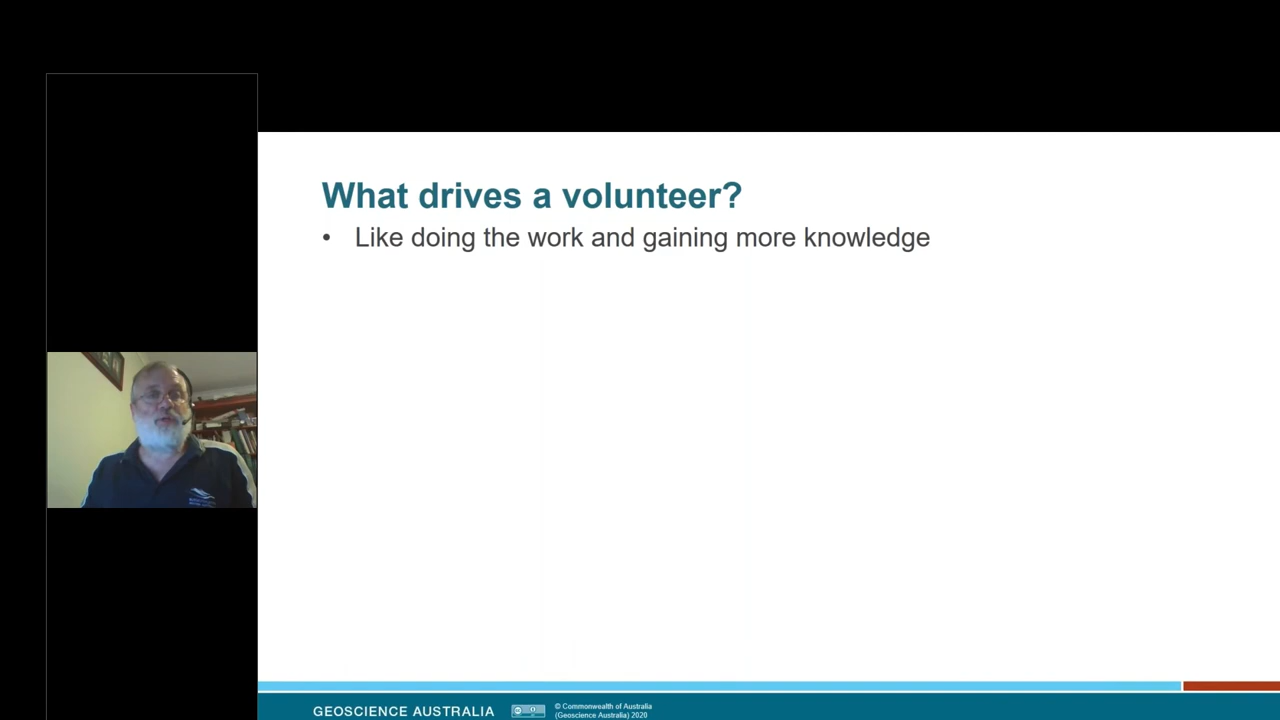 What drives a volunteer?
• Like doing the work and gaining more knowledge
GEOSCIENCE AUSTRALIA
© Commonwealth of Australia
(Geoscience Australia) 2020